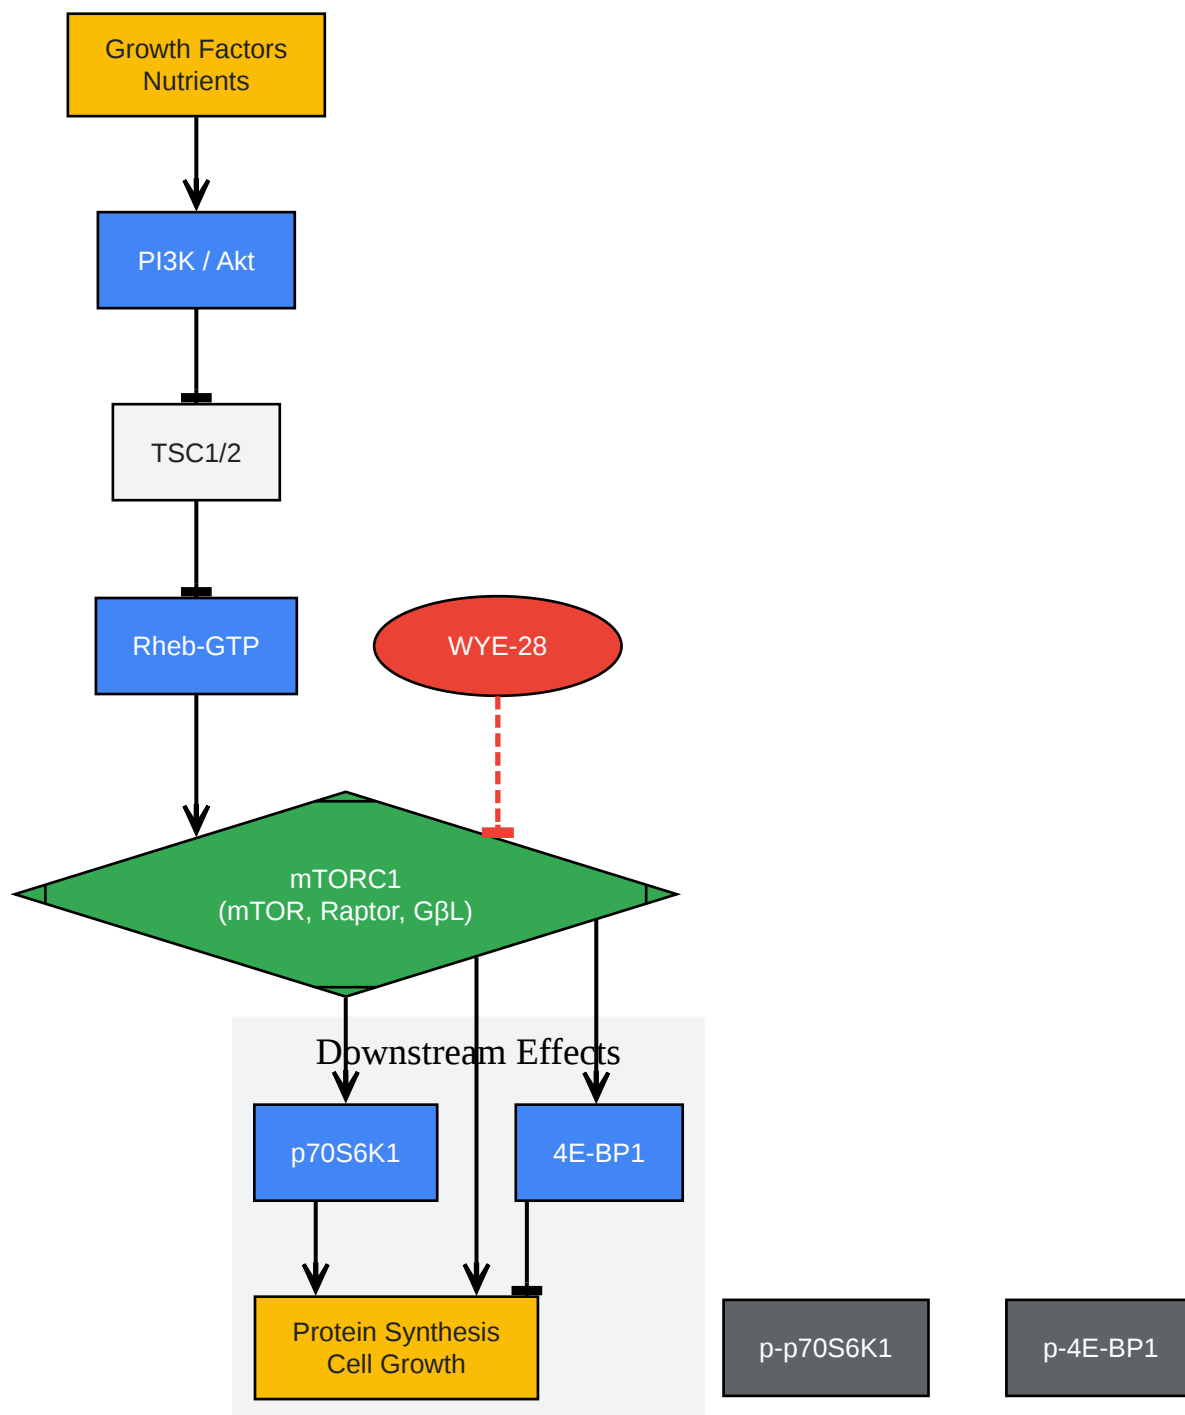 Growth Factors
Nutrients
PI3K / Akt
TSC1/2
Rheb-GTP
WYE-28
mTORC1
(mTOR, Raptor, GβL)
Downstream Effects
p70S6K1
4E-BP1
Protein Synthesis
Cell Growth
p-p70S6K1
p-4E-BP1